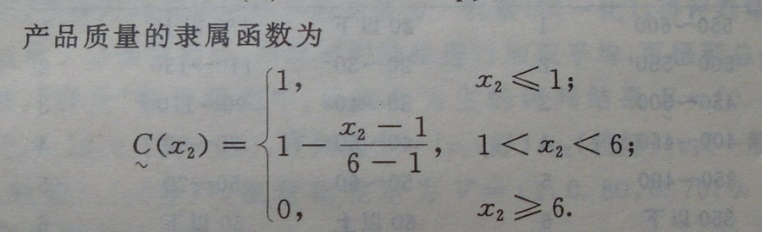 产品质量的隶属函数为
1, x₂ ≤ 1;
C̰(x₂) = { 1 − (x₂ − 1)/(6 − 1), 1 < x₂ < 6;
0, x₂ ≥ 6.